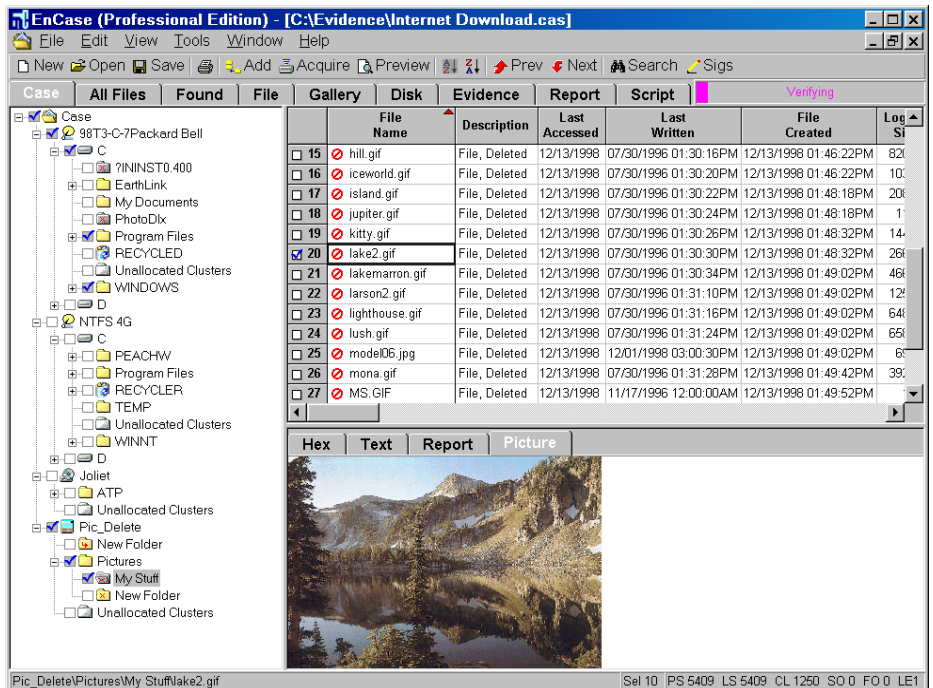 EnCase (Professional Edition) - [C:\Evidence\Internet Download.cas]
File Edit View Tools Window Help
New Open Save Add Acquire Preview Prev Next Search Sigs
Case All Files Found File Gallery Disk Evidence Report Script Verifying
Case
98T3-C-7Packard Bell
C
?ININST0.400
EarthLink
My Documents
PhotoDlx
Program Files
RECYCLED
Unallocated Clusters
WINDOWS
D
NTFS 4G
C
PEACHW
Program Files
RECYCLER
TEMP
Unallocated Clusters
WINNT
D
Joliet
ATP
Unallocated Clusters
Pic_Delete
New Folder
Pictures
My Stuff
New Folder
Unallocated Clusters
File Name Description Last Accessed Last Written File Created
15 hill.gif File, Deleted 12/13/1998 07/30/1996 01:30:16PM 12/13/1998 01:46:22PM
16 iceworld.gif File, Deleted 12/13/1998 07/30/1996 01:30:20PM 12/13/1998 01:46:22PM
17 island.gif File, Deleted 12/13/1998 07/30/1996 01:30:22PM 12/13/1998 01:48:18PM
18 jupiter.gif File, Deleted 12/13/1998 07/30/1996 01:30:24PM 12/13/1998 01:48:18PM
19 kitty.gif File, Deleted 12/13/1998 07/30/1996 01:30:26PM 12/13/1998 01:48:32PM
20 lake2.gif File, Deleted 12/13/1998 07/30/1996 01:30:30PM 12/13/1998 01:48:32PM
21 lakemarron.gif File, Deleted 12/13/1998 07/30/1996 01:30:34PM 12/13/1998 01:49:02PM
22 larson2.gif File, Deleted 12/13/1998 07/30/1996 01:31:10PM 12/13/1998 01:49:02PM
23 lighthouse.gif File, Deleted 12/13/1998 07/30/1996 01:31:16PM 12/13/1998 01:49:02PM
24 lush.gif File, Deleted 12/13/1998 07/30/1996 01:31:24PM 12/13/1998 01:49:02PM
25 model06.jpg File, Deleted 12/13/1998 12/01/1998 03:00:30PM 12/13/1998 01:49:02PM
26 mona.gif File, Deleted 12/13/1998 07/30/1996 01:31:28PM 12/13/1998 01:49:42PM
27 MS.GIF File, Deleted 12/13/1998 11/17/1996 12:00:00AM 12/13/1998 01:49:52PM
Hex Text Report Picture
Pic_Delete\Pictures\My Stuff\lake2.gif Sel 10 PS 5409 LS 5409 CL 1250 SO 0 FO 0 LE1